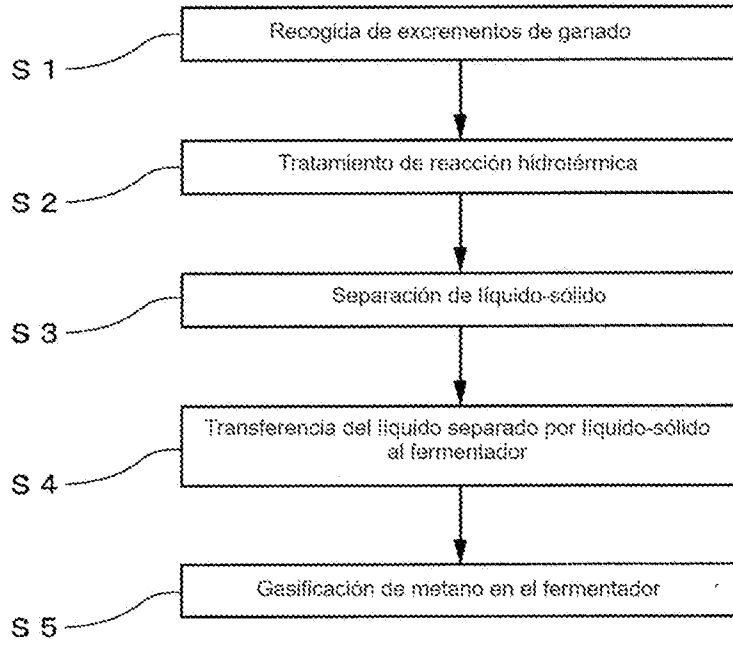 Recogida de excrementos de ganado
S 1
Tratamiento de reacción hidrotérmica
S 2
Separación de líquido-sólido
S 3
Transferencia del líquido separado por líquido-sólido
al fermentador
S 4
Gasificación de metano en el fermentador
S 5